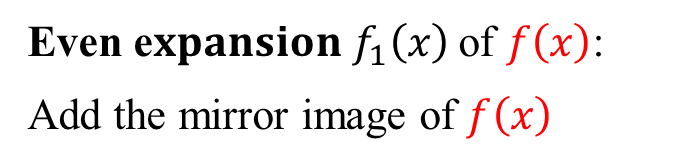 Even expansion f₁(x) of f(x):
Add the mirror image of f(x)